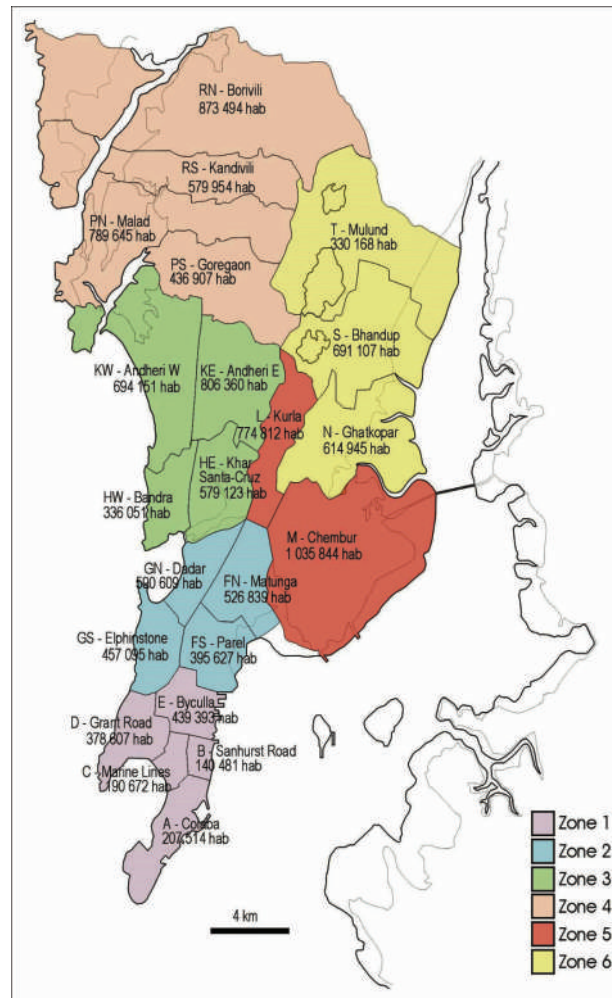 RN - Borivili
873 494 hab
RS - Kandivili
579 954 hab
PN - Malad
789 645 hab
T - Mulund
330 168 hab
PS - Goregaon
436 907 hab
S - Bhandup
691 107 hab
KW - Andheri W
694 151 hab
KE - Andheri E
806 360 hab
L - Kurla
774 812 hab
N - Ghatkopar
614 945 hab
HE - Khar
Santa-Cruz
579 123 hab
HW - Bandra
336 051 hab
M - Chembur
1 035 844 hab
GN - Dadar
hab
FN - Matunga
526 839 hab
GS - Elphinstone
457 095 hab
FS - Parel
395 627 hab
E - Byculla
439 393 hab
D - Grant Road
378 607 hab
B - Sanhurst Road
140 481 hab
C - Marine Lines
190 672 hab
A - Colaba
207 514 hab
4 km
Zone 1
Zone 2
Zone 3
Zone 4
Zone 5
Zone 6